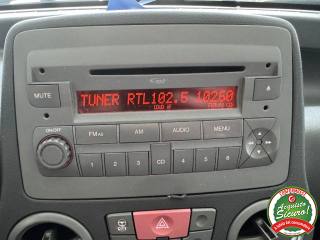 TUNER RTL102.5 10250
LOUD
MUTE
ON/OFF
FM AS
AM
AUDIO
MENU
1
2
3
CD
4
5
6
Acquisto
Sicuro!